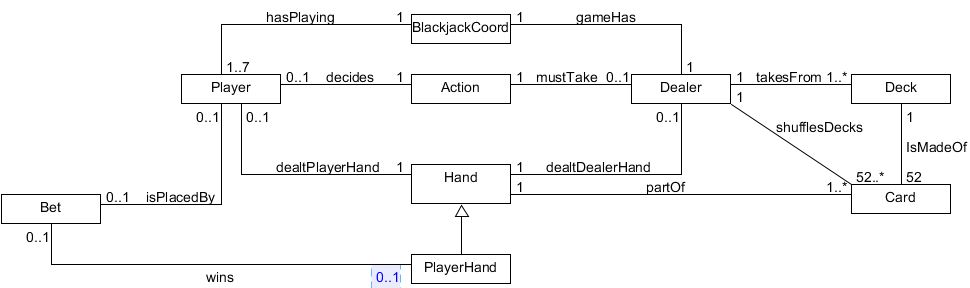 hasPlaying 1 BlackjackCoord 1 gameHas
1..7 1
Player 0..1 decides 1 Action 1 mustTake 0..1 Dealer 1 takesFrom 1..* Deck
0..1 0..1 0..1 1 1
shufflesDecks
IsMadeOf
dealtPlayerHand 1 Hand 1 dealtDealerHand
1 partOf 1..* 52..* 52
Bet 0..1 isPlacedBy Card
0..1
wins 0..1 PlayerHand